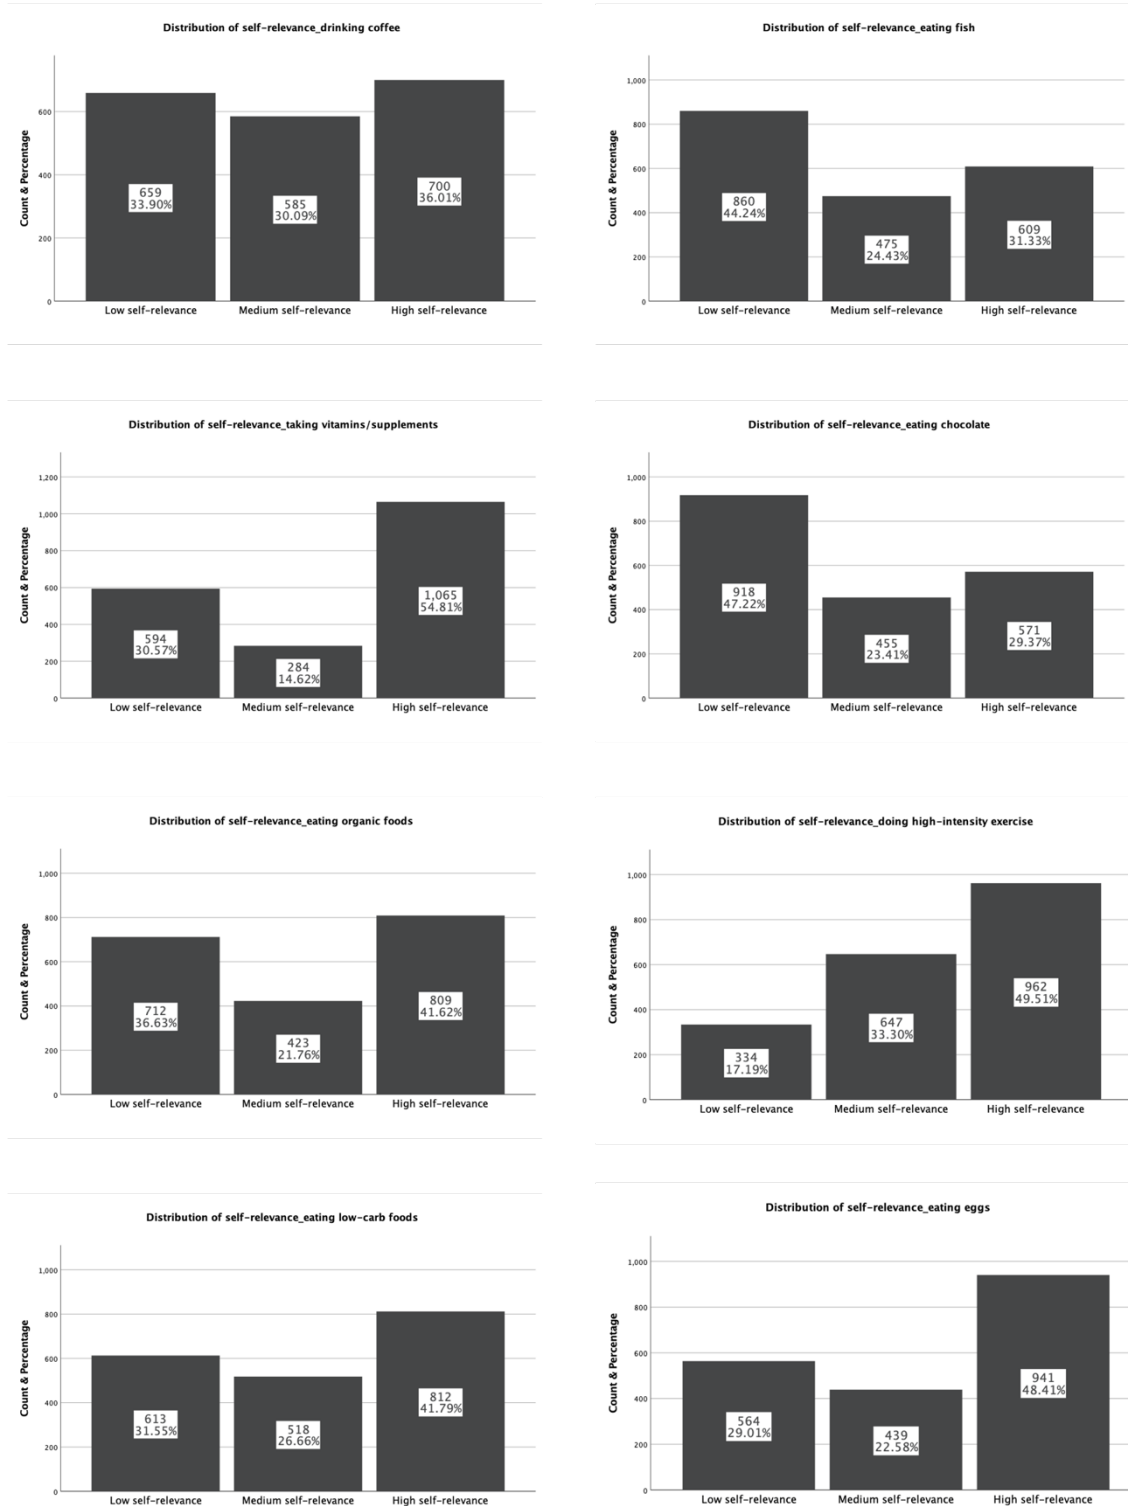 Distribution of self-relevance_drinking coffee
Count & Percentage
600
400
200
0
659
33.90%
585
30.09%
700
36.01%
Low self-relevance
Medium self-relevance
High self-relevance
Distribution of self-relevance_eating fish
Count & Percentage
1,000
800
600
400
200
0
860
44.24%
475
24.43%
609
31.33%
Low self-relevance
Medium self-relevance
High self-relevance
Distribution of self-relevance_taking vitamins/supplements
Count & Percentage
1,200
1,000
800
600
400
200
0
594
30.57%
284
14.62%
1,065
54.81%
Low self-relevance
Medium self-relevance
High self-relevance
Distribution of self-relevance_eating chocolate
Count & Percentage
1,000
800
600
400
200
0
918
47.22%
455
23.41%
571
29.37%
Low self-relevance
Medium self-relevance
High self-relevance
Distribution of self-relevance_eating organic foods
Count & Percentage
1,000
800
600
400
200
0
712
36.63%
423
21.76%
809
41.62%
Low self-relevance
Medium self-relevance
High self-relevance
Distribution of self-relevance_doing high-intensity exercise
Count & Percentage
1,000
800
600
400
200
0
334
17.19%
647
33.30%
962
49.51%
Low self-relevance
Medium self-relevance
High self-relevance
Distribution of self-relevance_eating low-carb foods
Count & Percentage
1,000
800
600
400
200
0
613
31.55%
518
26.66%
812
41.79%
Low self-relevance
Medium self-relevance
High self-relevance
Distribution of self-relevance_eating eggs
Count & Percentage
1,000
800
600
400
200
0
564
29.01%
439
22.58%
941
48.41%
Low self-relevance
Medium self-relevance
High self-relevance